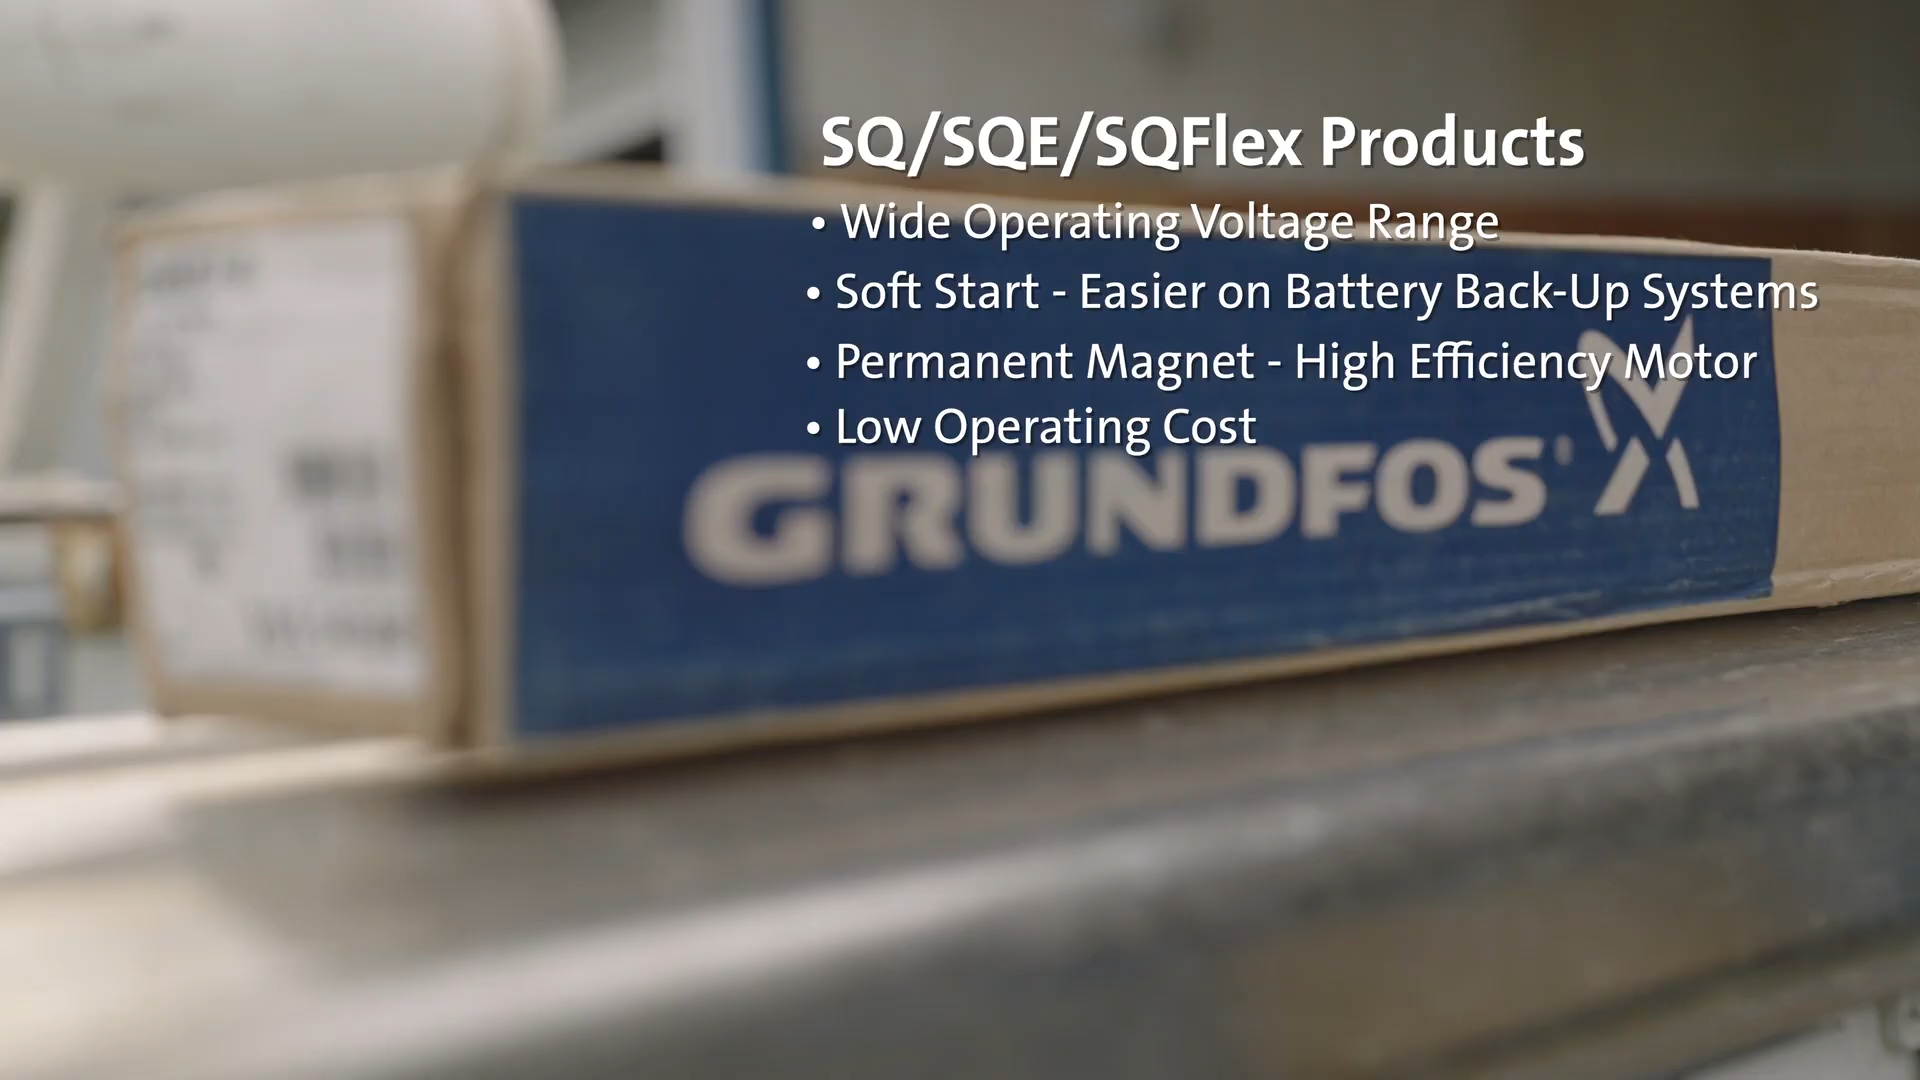 SQ/SQE/SQFlex Products
• Wide Operating Voltage Range
• Soft Start - Easier on Battery Back-Up Systems
• Permanent Magnet - High Efficiency Motor
• Low Operating Cost
GRUNDFOS